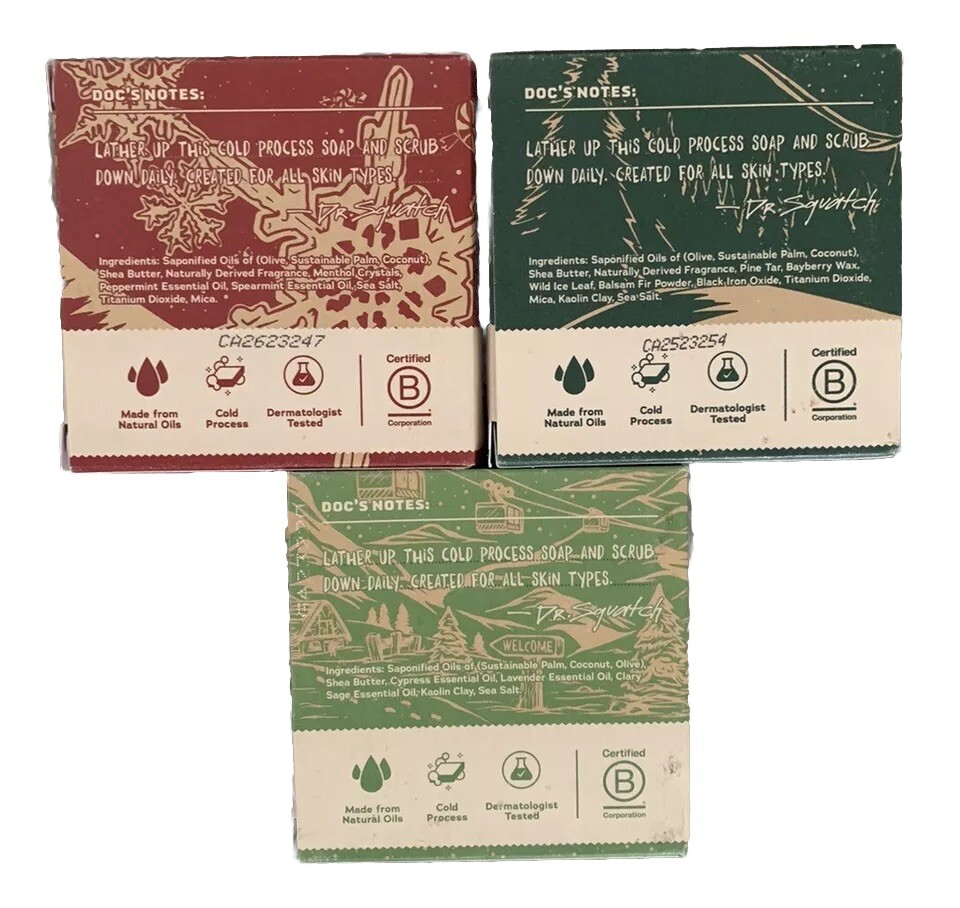 DOC'S NOTES:
LATHER UP THIS COLD PROCESS SOAP AND SCRUB
DOWN DAILY. CREATED FOR ALL SKIN TYPES.
— Dr. Squatch
Ingredients: Saponified Oils of (Olive, Sustainable Palm, Coconut),
Shea Butter, Naturally Derived Fragrance, Menthol Crystals,
Peppermint Essential Oil, Spearmint Essential Oil, Sea Salt,
Titanium Dioxide, Mica.
CA2623247
Made from
Natural Oils
Cold
Process
Dermatologist
Tested
Certified
B
Corporation
DOC'S NOTES:
LATHER UP THIS COLD PROCESS SOAP AND SCRUB
DOWN DAILY. CREATED FOR ALL SKIN TYPES.
— Dr. Squatch
Ingredients: Saponified Oils of (Olive, Sustainable Palm, Coconut),
Shea Butter, Naturally Derived Fragrance, Pine Tar, Bayberry Wax,
Wild Ice Leaf, Balsam Fir Powder, Black Iron Oxide, Titanium Dioxide,
Mica, Kaolin Clay, Sea Salt.
CA2523254
Made from
Natural Oils
Cold
Process
Dermatologist
Tested
Certified
B
Corporation
DOC'S NOTES:
LATHER UP THIS COLD PROCESS SOAP AND SCRUB
DOWN DAILY. CREATED FOR ALL SKIN TYPES.
— Dr. Squatch
WELCOME
Ingredients: Saponified Oils of (Sustainable Palm, Coconut, Olive),
Shea Butter, Cypress Essential Oil, Lavender Essential Oil, Clary
Sage Essential Oil, Kaolin Clay, Sea Salt.
Made from
Natural Oils
Cold
Process
Dermatologist
Tested
Certified
B
Corporation